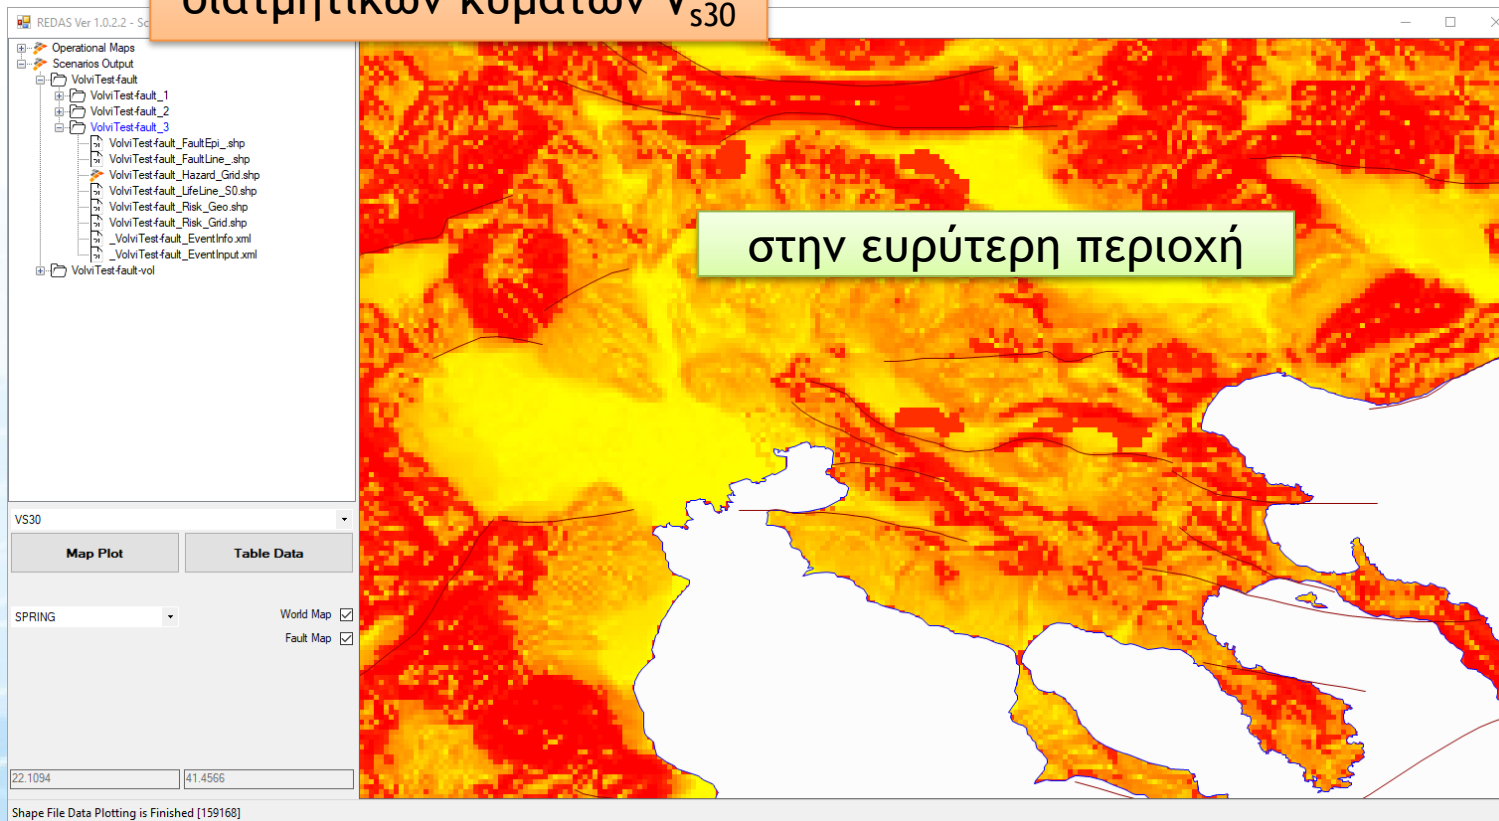 διατμητικών κυμάτων Vs30
REDAS Ver 1.0.2.2 - Sc
Operational Maps
Scenarios Output
VolviTest-fault
VolviTest-fault_1
VolviTest-fault_2
VolviTest-fault_3
VolviTest-fault_FaultEpi_.shp
VolviTest-fault_FaultLine_.shp
VolviTest-fault_Hazard_Grid.shp
VolviTest-fault_LifeLine_S0.shp
VolviTest-fault_Risk_Geo.shp
VolviTest-fault_Risk_Grid.shp
_VolviTest-fault_EventInfo.xml
_VolviTest-fault_EventInput.xml
VolviTest-fault-vol
στην ευρύτερη περιοχή
VS30
Map Plot Table Data
SPRING World Map
Fault Map
22.1094 41.4566
Shape File Data Plotting is Finished [159168]